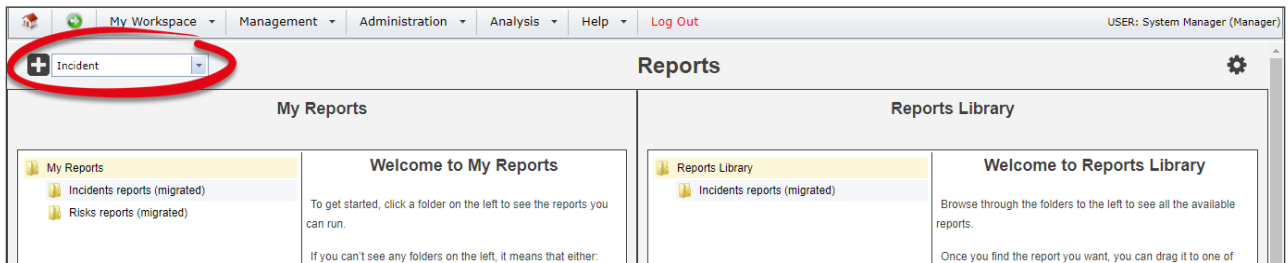 My Workspace Management Administration Analysis Help Log Out USER: System Manager (Manager)
Incident
Reports
My Reports
My Reports
Incidents reports (migrated)
Risks reports (migrated)
Welcome to My Reports
To get started, click a folder on the left to see the reports you
can run.
If you can't see any folders on the left, it means that either:
Reports Library
Reports Library
Incidents reports (migrated)
Welcome to Reports Library
Browse through the folders to the left to see all the available
reports.
Once you find the report you want, you can drag it to one of